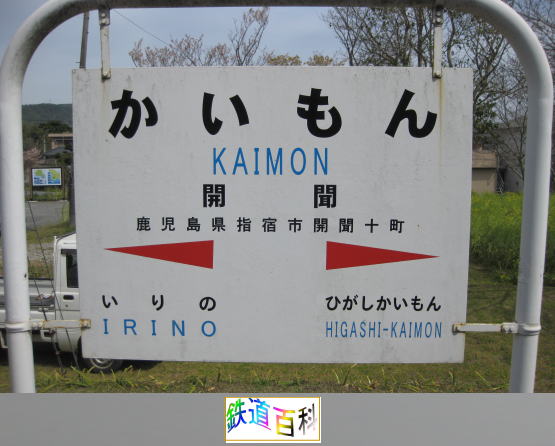 かいもん
KAIMON
開聞
鹿児島県指宿市開聞十町
いりの ひがしかいもん
IRINO HIGASHI-KAIMON
鉄道百科